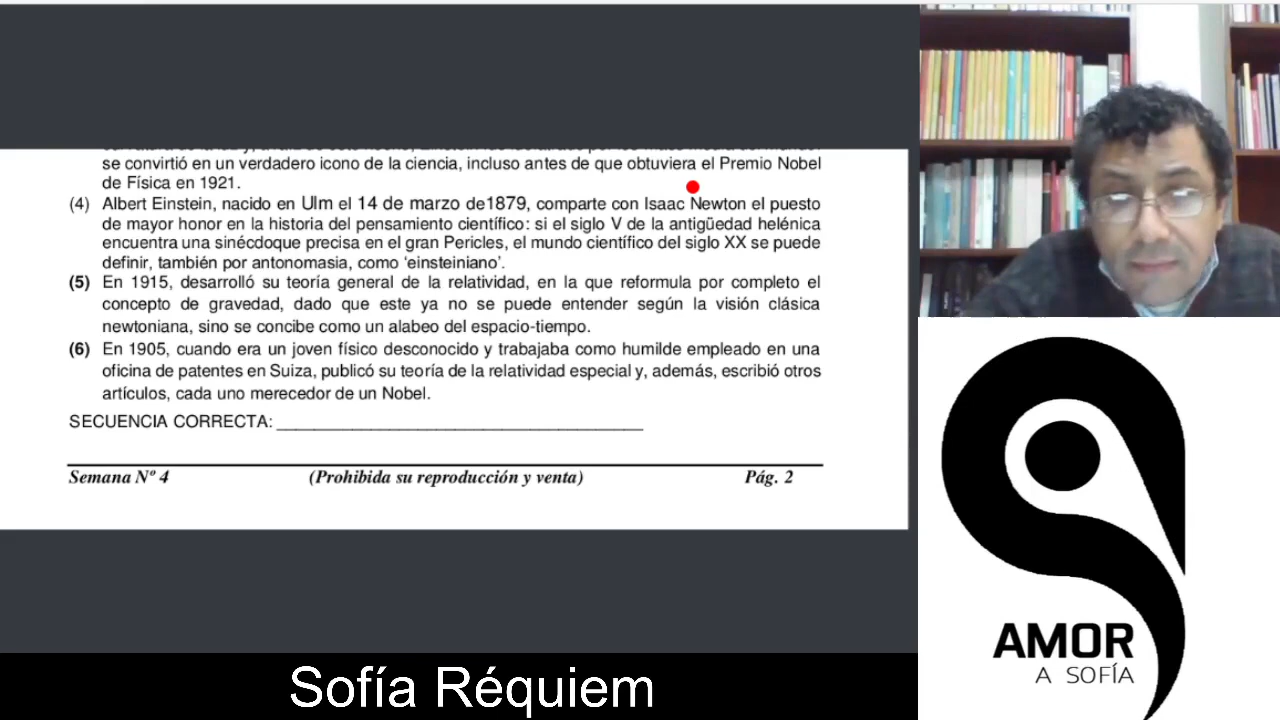 se convirtió en un verdadero icono de la ciencia, incluso antes de que obtuviera el Premio Nobel
de Física en 1921.
(4) Albert Einstein, nacido en Ulm el 14 de marzo de1879, comparte con Isaac Newton el puesto
de mayor honor en la historia del pensamiento científico: si el siglo V de la antigüedad helénica
encuentra una sinécdoque precisa en el gran Pericles, el mundo científico del siglo XX se puede
definir, también por antonomasia, como ‘einsteiniano’.
(5) En 1915, desarrolló su teoría general de la relatividad, en la que reformula por completo el
concepto de gravedad, dado que este ya no se puede entender según la visión clásica
newtoniana, sino se concibe como un alabeo del espacio-tiempo.
(6) En 1905, cuando era un joven físico desconocido y trabajaba como humilde empleado en una
oficina de patentes en Suiza, publicó su teoría de la relatividad especial y, además, escribió otros
artículos, cada uno merecedor de un Nobel.
SECUENCIA CORRECTA: ______________________________________
Semana Nº 4 (Prohibida su reproducción y venta) Pág. 2
AMOR
A SOFÍA
Sofía Réquiem